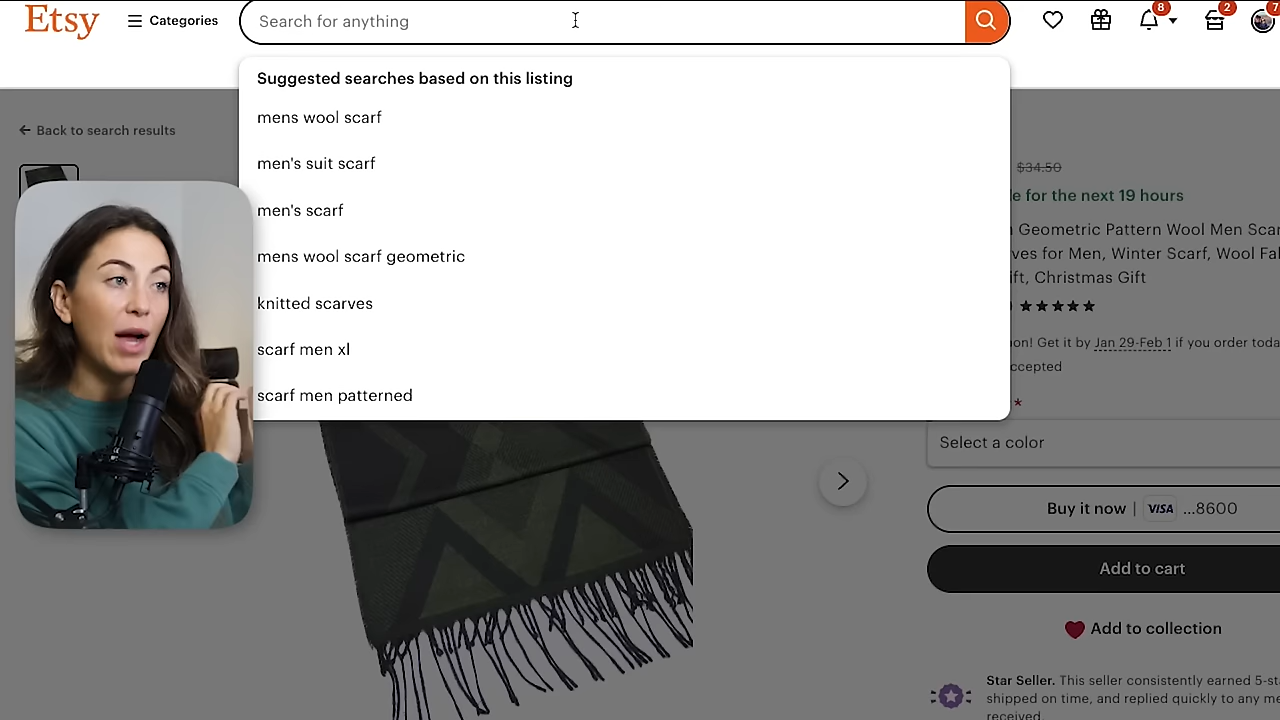 Etsy
Categories
Search for anything
8
2
7
Suggested searches based on this listing
mens wool scarf
men's suit scarf
men's scarf
mens wool scarf geometric
knitted scarves
scarf men xl
scarf men patterned
Back to search results
$34.50
le for the next 19 hours
Geometric Pattern Wool Men Scar
ves for Men, Winter Scarf, Wool Fal
ift, Christmas Gift
on! Get it by Jan 29-Feb 1 if you order toda
ccepted
*
Select a color
Buy it now | VISA ...8600
Add to cart
Add to collection
Star Seller. This seller consistently earned 5-st
shipped on time, and replied quickly to any me
received.